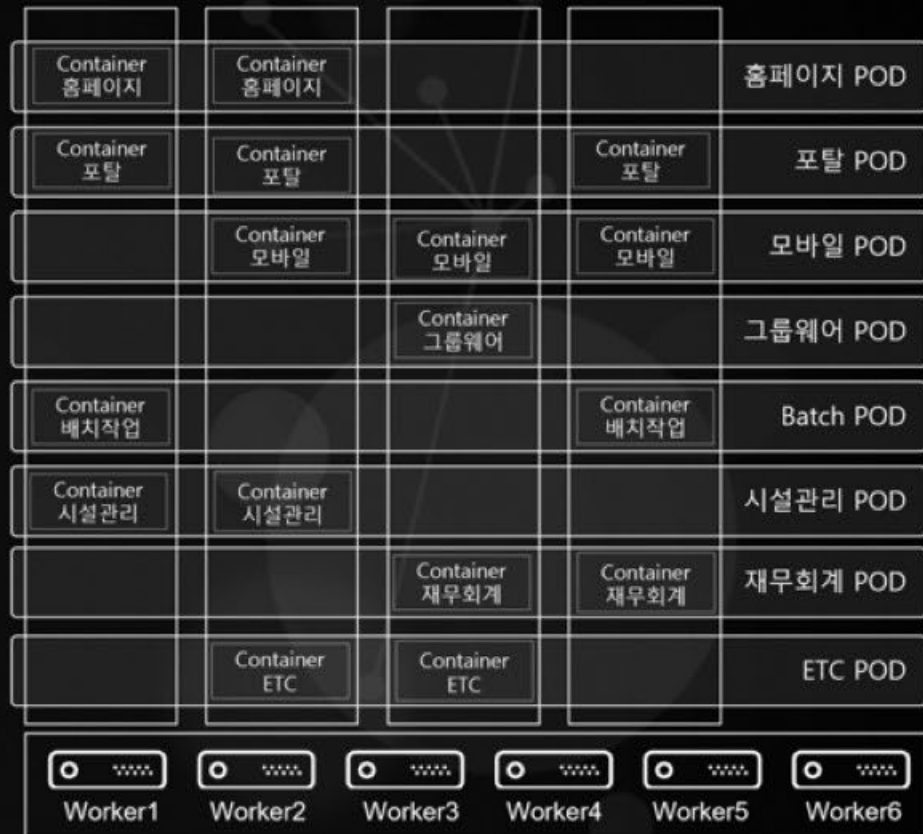 Container
홈페이지
Container
홈페이지
홈페이지 POD
Container
포탈
Container
포탈
Container
포탈
포탈 POD
Container
모바일
Container
모바일
Container
모바일
모바일 POD
Container
그룹웨어
그룹웨어 POD
Container
배치작업
Container
배치작업
Batch POD
Container
시설관리
Container
시설관리
시설관리 POD
Container
재무회계
Container
재무회계
재무회계 POD
Container
ETC
Container
ETC
ETC POD
Worker1
Worker2
Worker3
Worker4
Worker5
Worker6